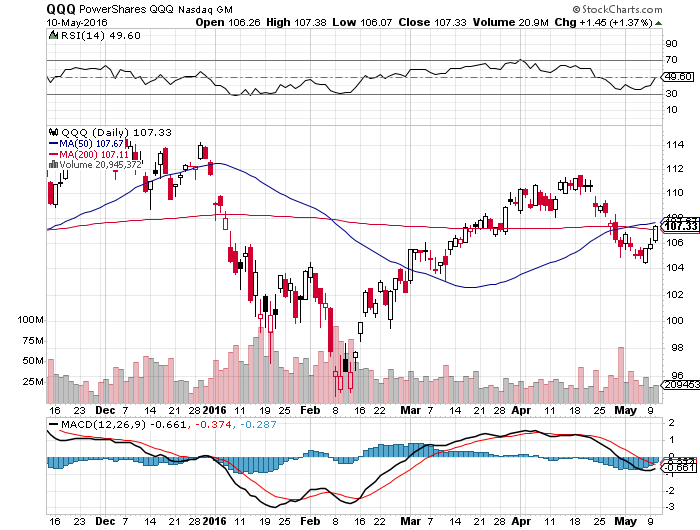 QQQ PowerShares QQQ Nasdaq GM © StockCharts.com
10-May-2016 Open 106.26 High 107.38 Low 106.07 Close 107.33 Volume 20.9M Chg +1.45 (+1.37%)
RSI(14) 49.60
90
70
49.60
30
10
QQQ (Daily) 107.33
MA(50) 107.67
MA(200) 107.11
Volume 20,945,372
114
112
110
108
107.33
106
104
102
100
98
96
100M
75M
50M
25M
209453
16 23 Dec 7 14 21 28 2016 11 19 25 Feb 8 16 22 Mar 7 14 21 28 Apr 11 18 25 May 9
MACD(12,26,9) -0.661, -0.374, -0.287
2
1
0
-0.661
-1
-2
-3
16 23 Dec 7 14 21 28 2016 11 19 25 Feb 8 16 22 Mar 7 14 21 28 Apr 11 18 25 May 9